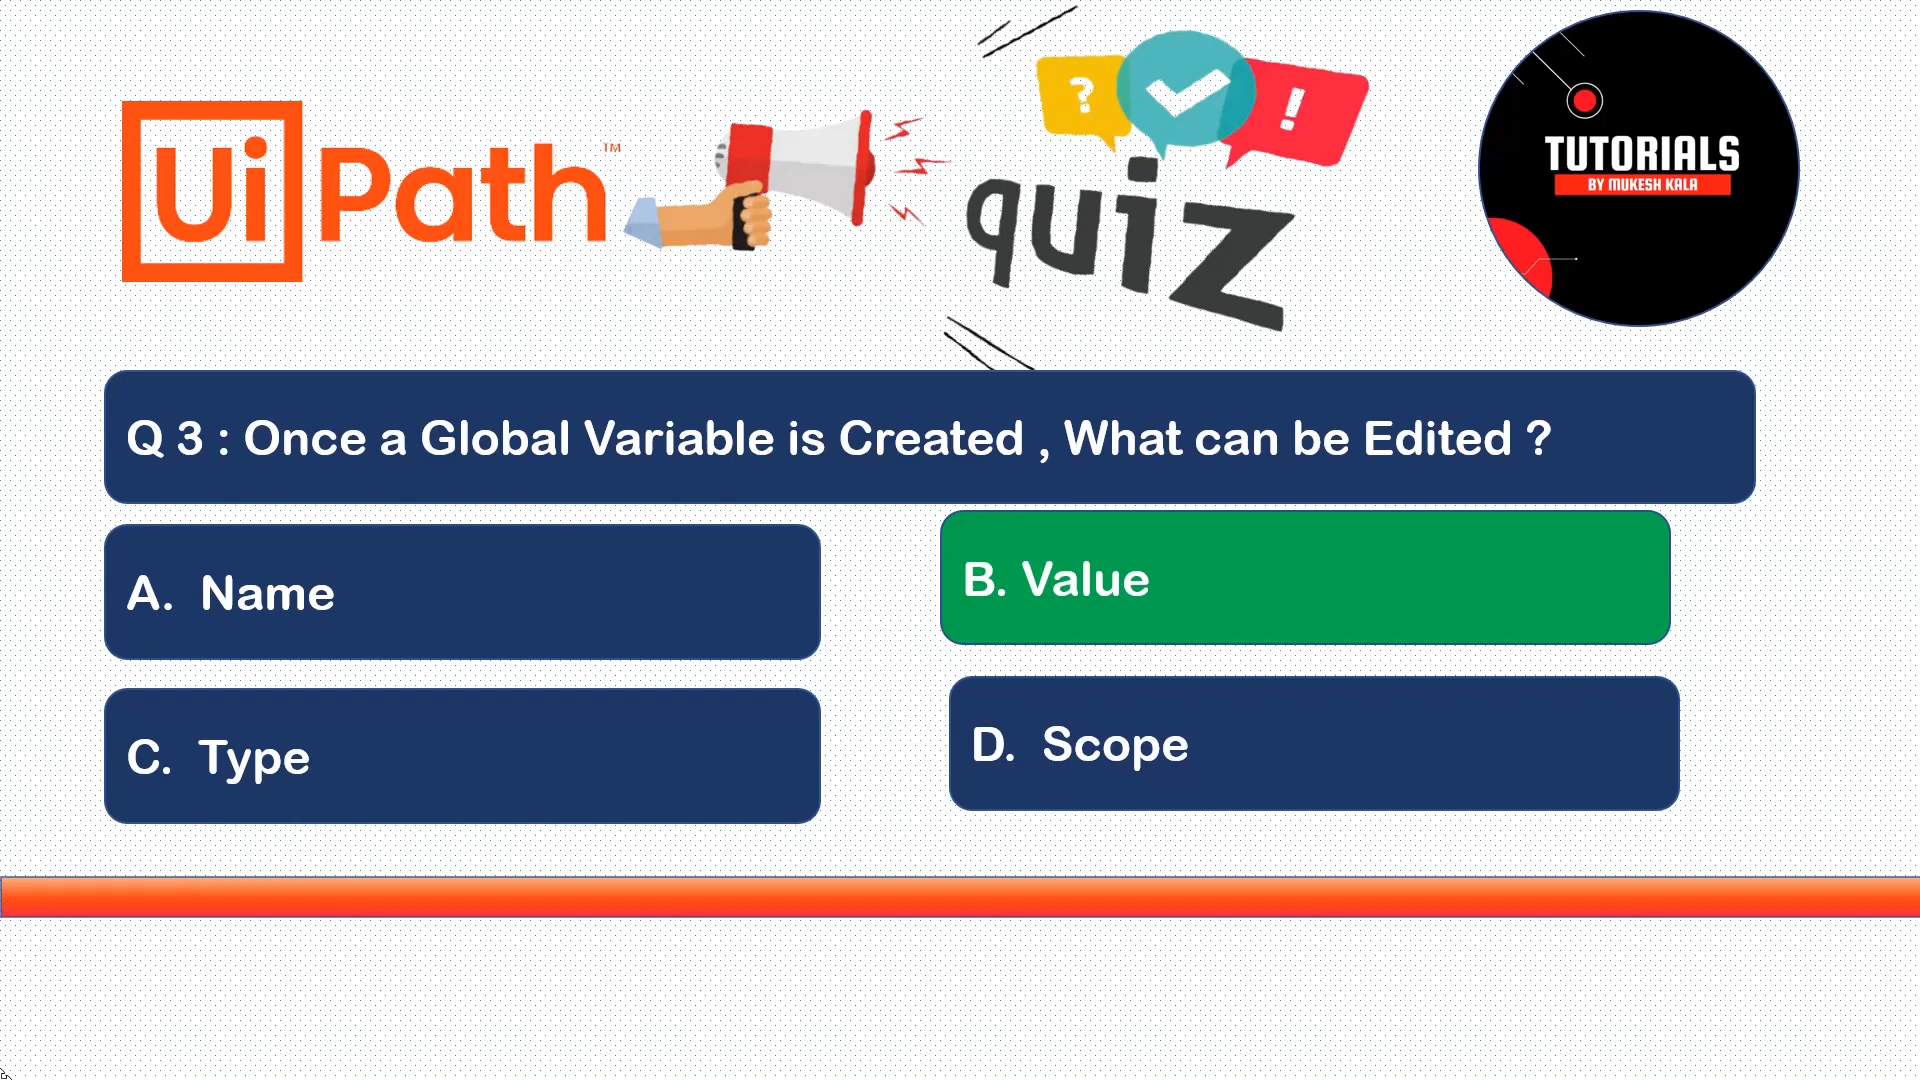 UiPath™
?
!
quiz
TUTORIALS
BY MUKESH KALA
Q 3 : Once a Global Variable is Created , What can be Edited ?
A. Name
B. Value
C. Type
D. Scope